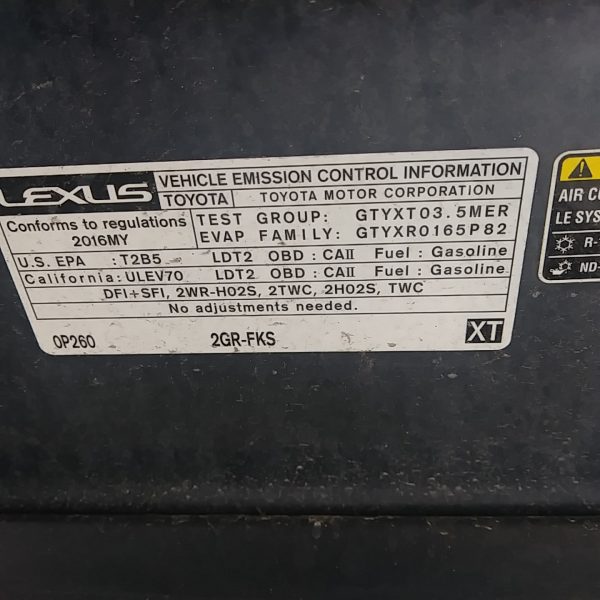 LEXUS
VEHICLE EMISSION CONTROL INFORMATION
TOYOTA
TOYOTA MOTOR CORPORATION
Conforms to regulations
2016MY
TEST GROUP: GTYXT03.5MER
EVAP FAMILY: GTYXR0165P82
U.S. EPA :T2B5 LDT2 OBD : CAII Fuel : Gasoline
California:ULEV70 LDT2 OBD : CAII Fuel : Gasoline
DFI+SFI, 2WR-HO2S, 2TWC, 2HO2S, TWC
No adjustments needed.
0P260 2GR-FKS XT
AIR
LE
R-
ND-